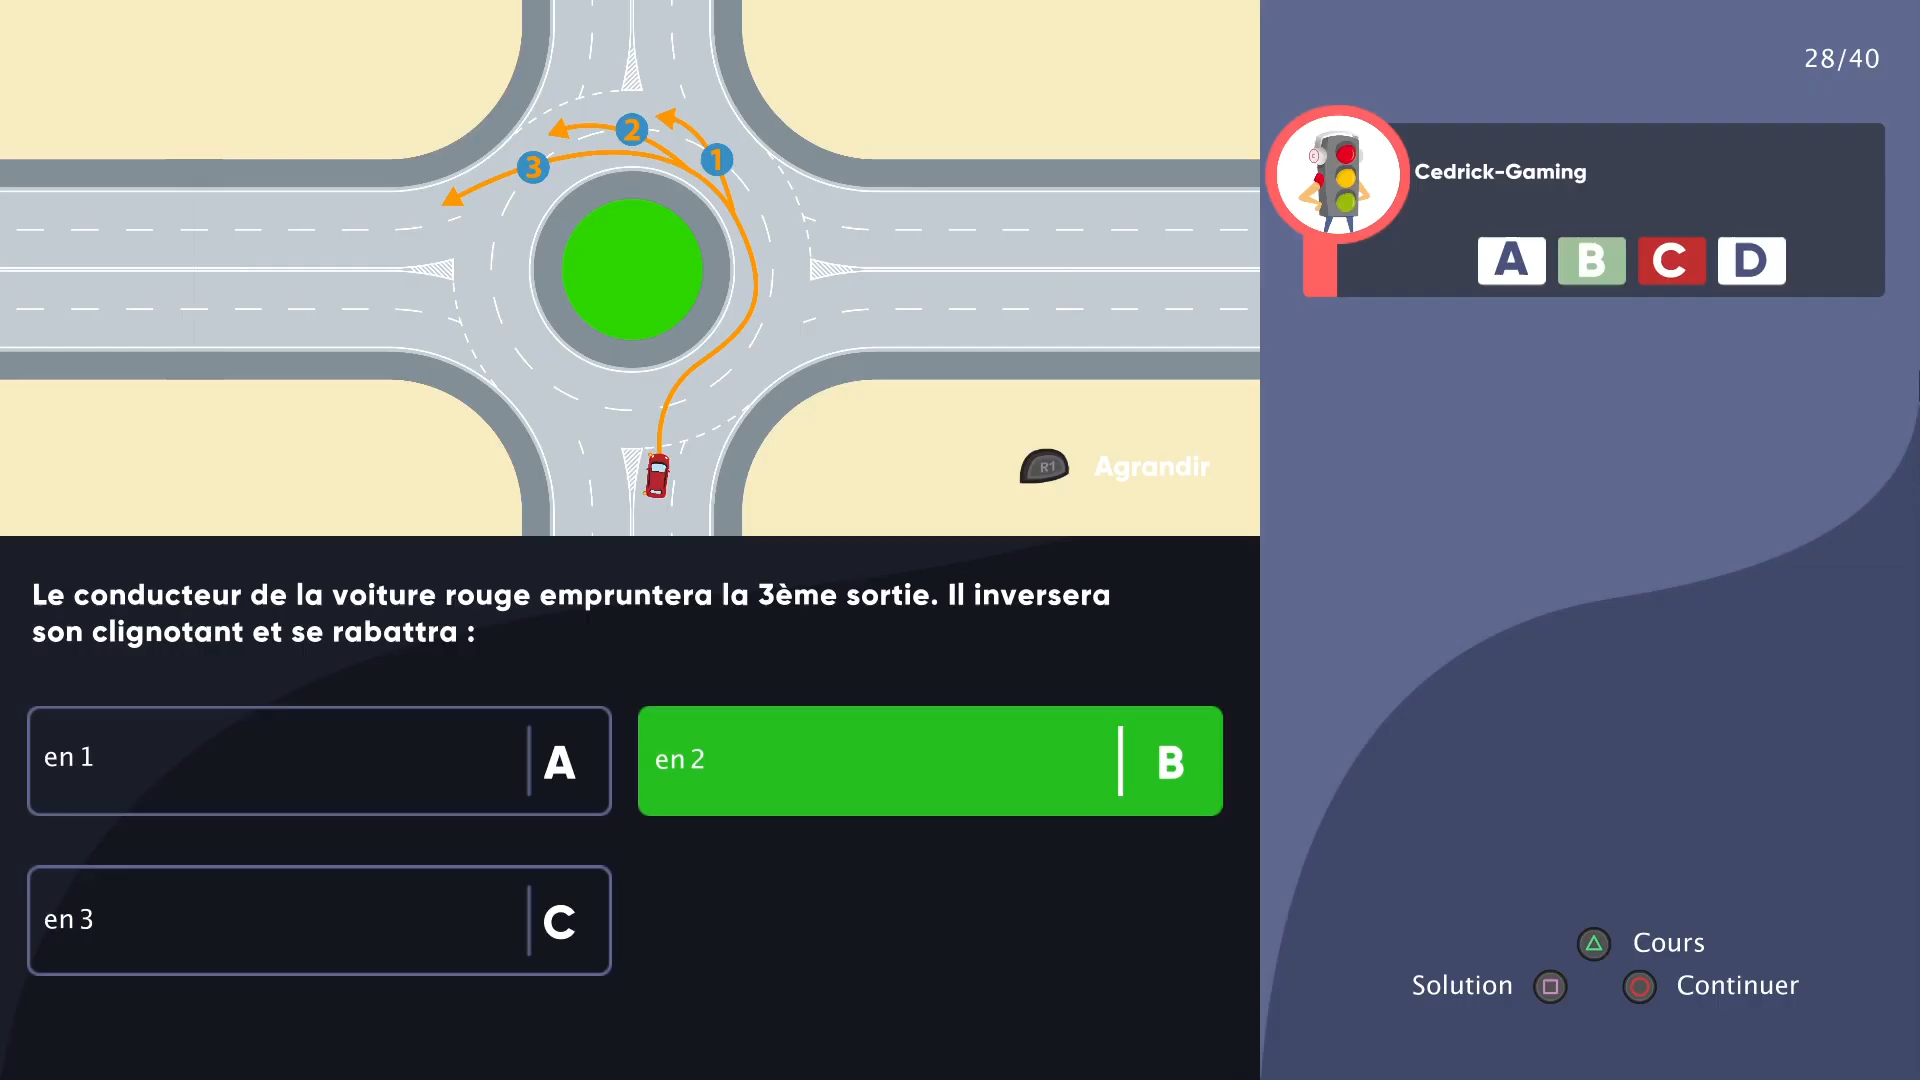 28/40
1
2
3
Cedrick-Gaming
A B C D
R1 Agrandir
Le conducteur de la voiture rouge empruntera la 3ème sortie. Il inversera
son clignotant et se rabattra :
en 1 A
en 2 B
en 3 C
Cours
Solution Continuer